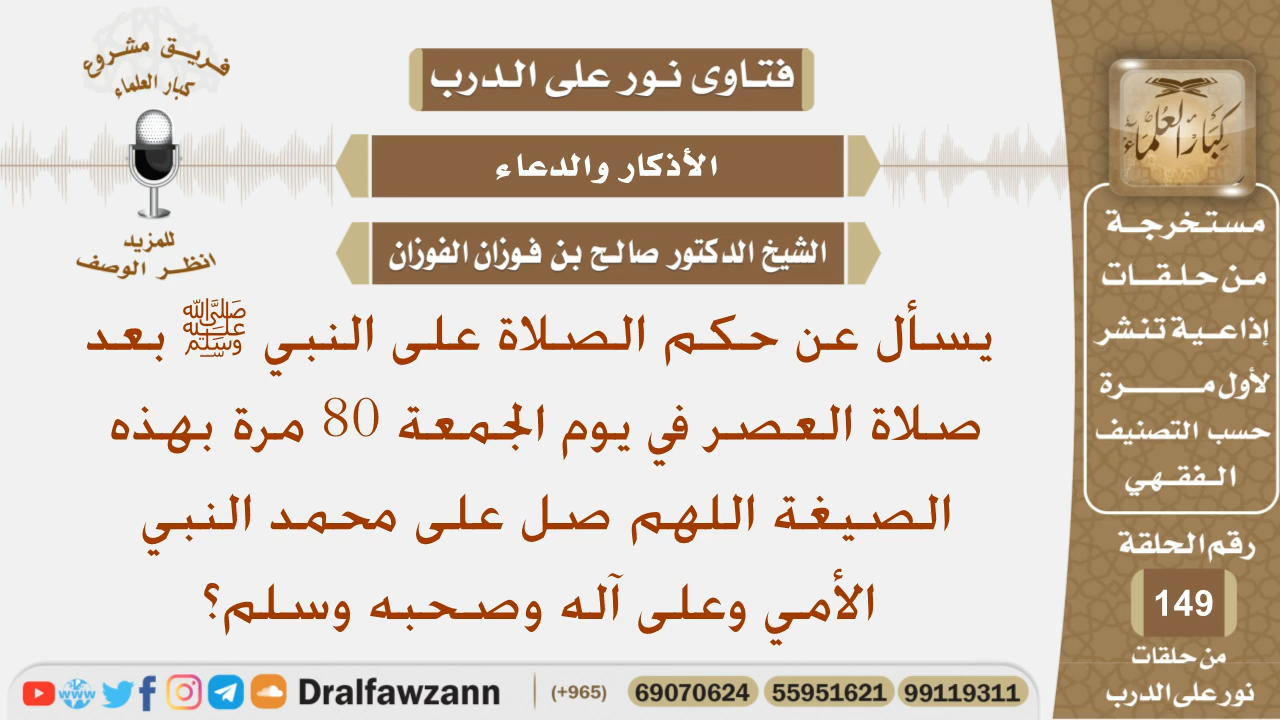 فريق مشروع
كبار العلماء
للمزيد
انظر الوصف
فتاوى نور على الدرب
الأذكار والدعاء
الشيخ الدكتور صالح بن فوزان الفوزان
يسأل عن حكم الصلاة على النبي ﷺ بعد
صلاة العصر في يوم الجمعة 80 مرة بهذه
الصيغة اللهم صل على محمد النبي
الأمي وعلى آله وصحبه وسلم؟
كبار العلماء
مستخرجة
من حلقات
إذاعية تنشر
لأول مرة
حسب التصنيف
الفقهي
رقم الحلقة
149
من حلقات
نور على الدرب
www
Dralfawzann
(+965) 69070624 55951621 99119311